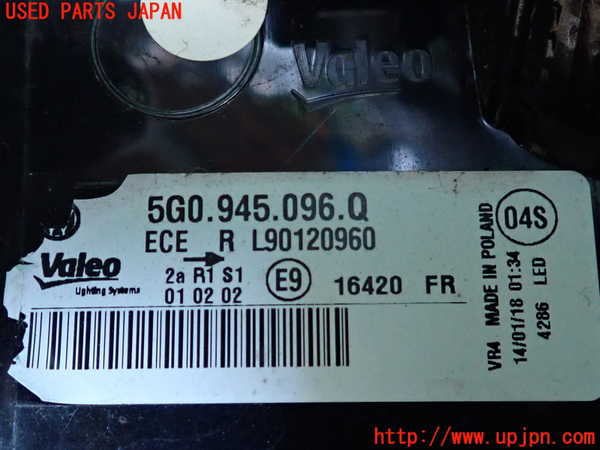 USED PARTS JAPAN
Valeo
5G0.945.096.Q
ECE R L90120960
Valeo
Lighting Systems
2a R1 S1
01 02 02
E9
16420 FR
VR4 MADE IN POLAND
14/01/18 01:34
4286 LED
04S
http://www.upjpn.com